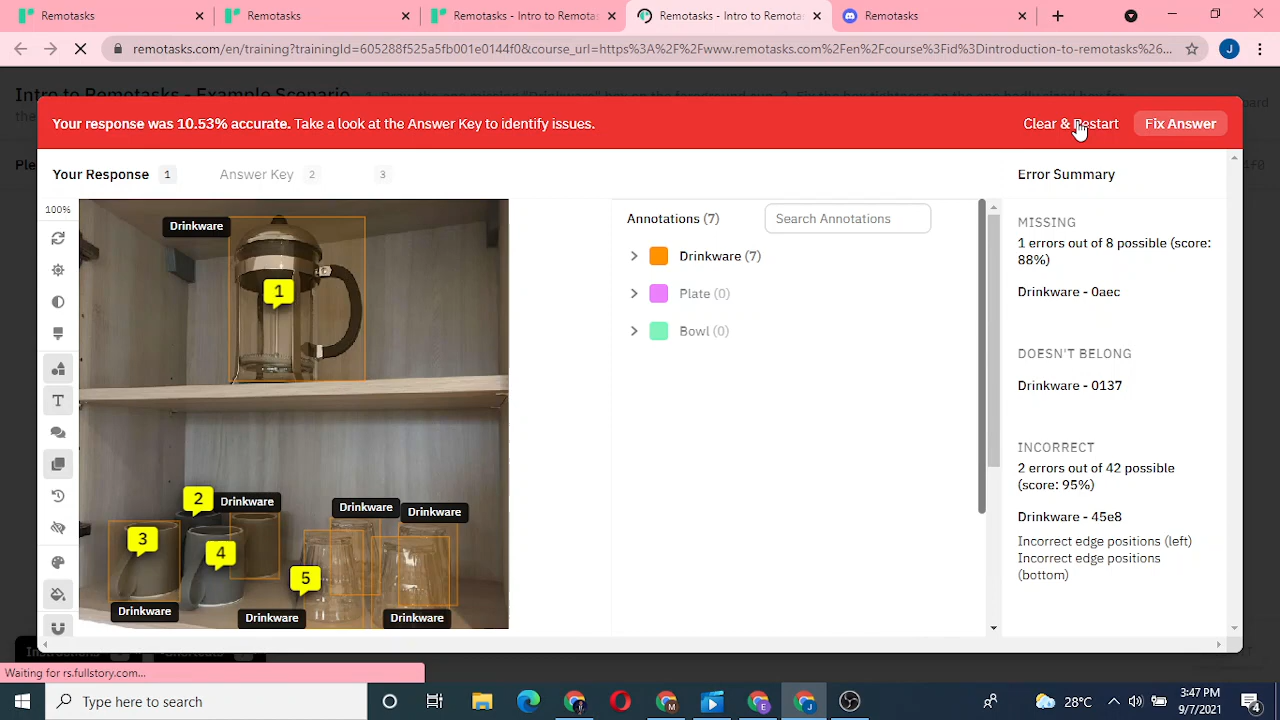 Remotasks
Remotasks
Remotasks - Intro to Remota
Remotasks - Intro to Remota
Remotasks
remotasks.com/en/training?trainingId=605288f525a5fb001e0144f0&course_url=https%3A%2F%2Fwww.remotasks.com%2Fen%2Fcourse%3Fid%3Dintroduction-to-remotasks%26...
J
Intro to Remotasks - Example Scenario
Your response was 10.53% accurate. Take a look at the Answer Key to identify issues.
Clear & Restart
Fix Answer
Your Response 1
Answer Key 2
3
Error Summary
100%
Annotations (7)
Search Annotations
Drinkware (7)
Plate (0)
Bowl (0)
MISSING
1 errors out of 8 possible (score:
88%)
Drinkware - 0aec
DOESN'T BELONG
Drinkware - 0137
INCORRECT
2 errors out of 42 possible
(score: 95%)
Drinkware - 45e8
Incorrect edge positions (left)
Incorrect edge positions
(bottom)
Drinkware
1
2
Drinkware
Drinkware
Drinkware
3
4
5
Drinkware
Drinkware
Drinkware
T
Waiting for rs.fullstory.com...
Type here to search
28°C
3:47 PM
9/7/2021
4